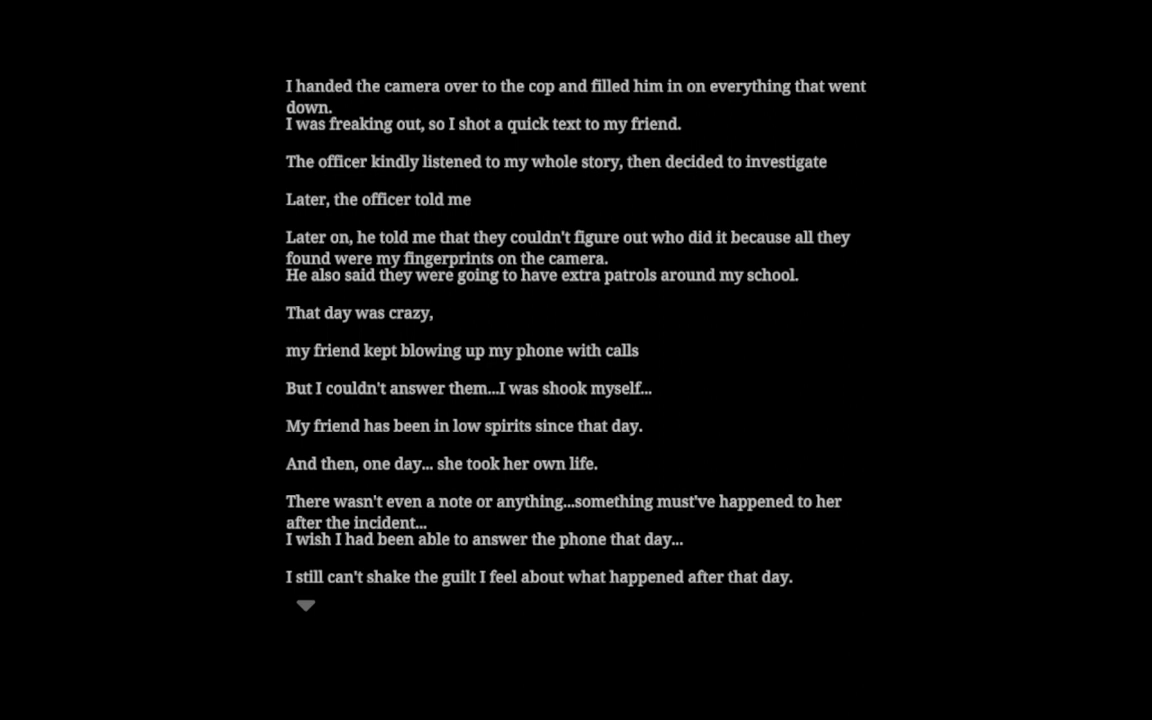 I handed the camera over to the cop and filled him in on everything that went
down.
I was freaking out, so I shot a quick text to my friend.
The officer kindly listened to my whole story, then decided to investigate
Later, the officer told me
Later on, he told me that they couldn't figure out who did it because all they
found were my fingerprints on the camera.
He also said they were going to have extra patrols around my school.
That day was crazy,
my friend kept blowing up my phone with calls
But I couldn't answer them...I was shook myself...
My friend has been in low spirits since that day.
And then, one day... she took her own life.
There wasn't even a note or anything...something must've happened to her
after the incident...
I wish I had been able to answer the phone that day...
I still can't shake the guilt I feel about what happened after that day.